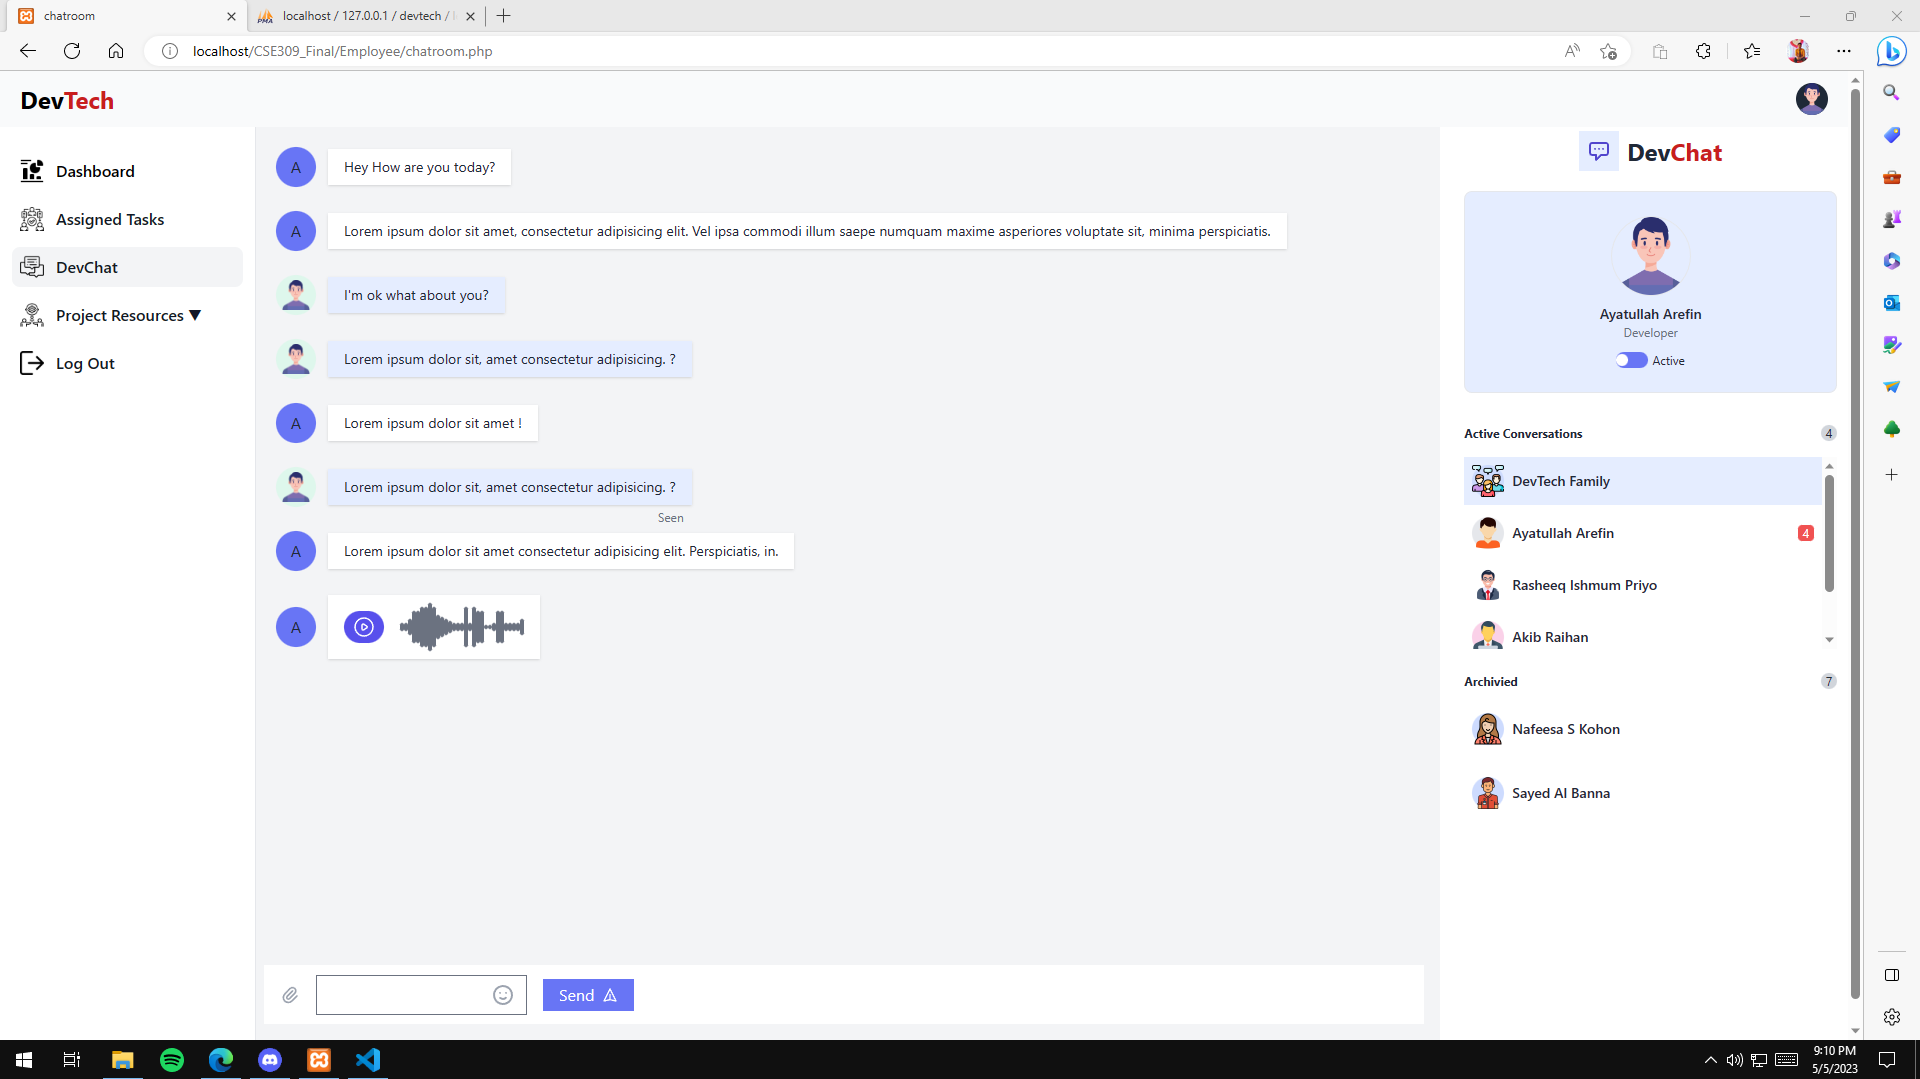 chatroom
localhost / 127.0.0.1 / devtech /
localhost/CSE309_Final/Employee/chatroom.php
DevTech
Dashboard
Assigned Tasks
DevChat
Project Resources ▼
Log Out
A
Hey How are you today?
A
Lorem ipsum dolor sit amet, consectetur adipisicing elit. Vel ipsa commodi illum saepe numquam maxime asperiores voluptate sit, minima perspiciatis.
I'm ok what about you?
Lorem ipsum dolor sit, amet consectetur adipisicing. ?
A
Lorem ipsum dolor sit amet !
Lorem ipsum dolor sit, amet consectetur adipisicing. ?
Seen
A
Lorem ipsum dolor sit amet consectetur adipisicing elit. Perspiciatis, in.
A
Send
DevChat
Ayatullah Arefin
Developer
Active
Active Conversations 4
DevTech Family
Ayatullah Arefin 4
Rasheeq Ishmum Priyo
Akib Raihan
Archivied 7
Nafeesa S Kohon
Sayed Al Banna
9:10 PM
5/5/2023